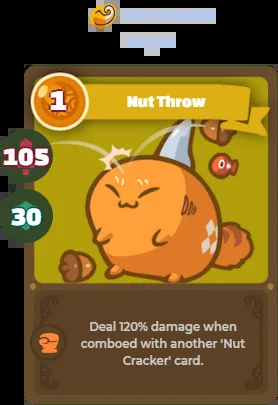 1
Nut Throw
105
30
Deal 120% damage when
comboed with another 'Nut
Cracker' card.